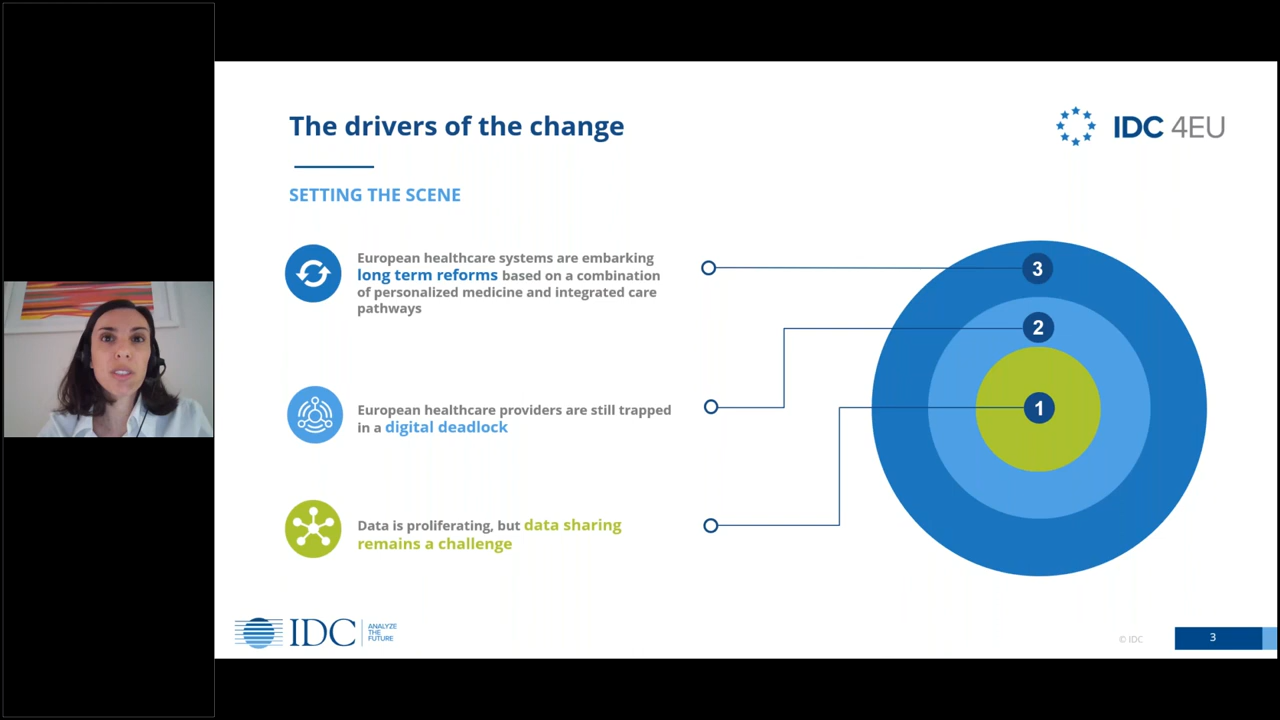 The drivers of the change
IDC 4EU
SETTING THE SCENE
European healthcare systems are embarking
long term reforms based on a combination
of personalized medicine and integrated care
pathways
European healthcare providers are still trapped
in a digital deadlock
Data is proliferating, but data sharing
remains a challenge
3
2
1
IDC
ANALYZE
THE
FUTURE
© IDC
3